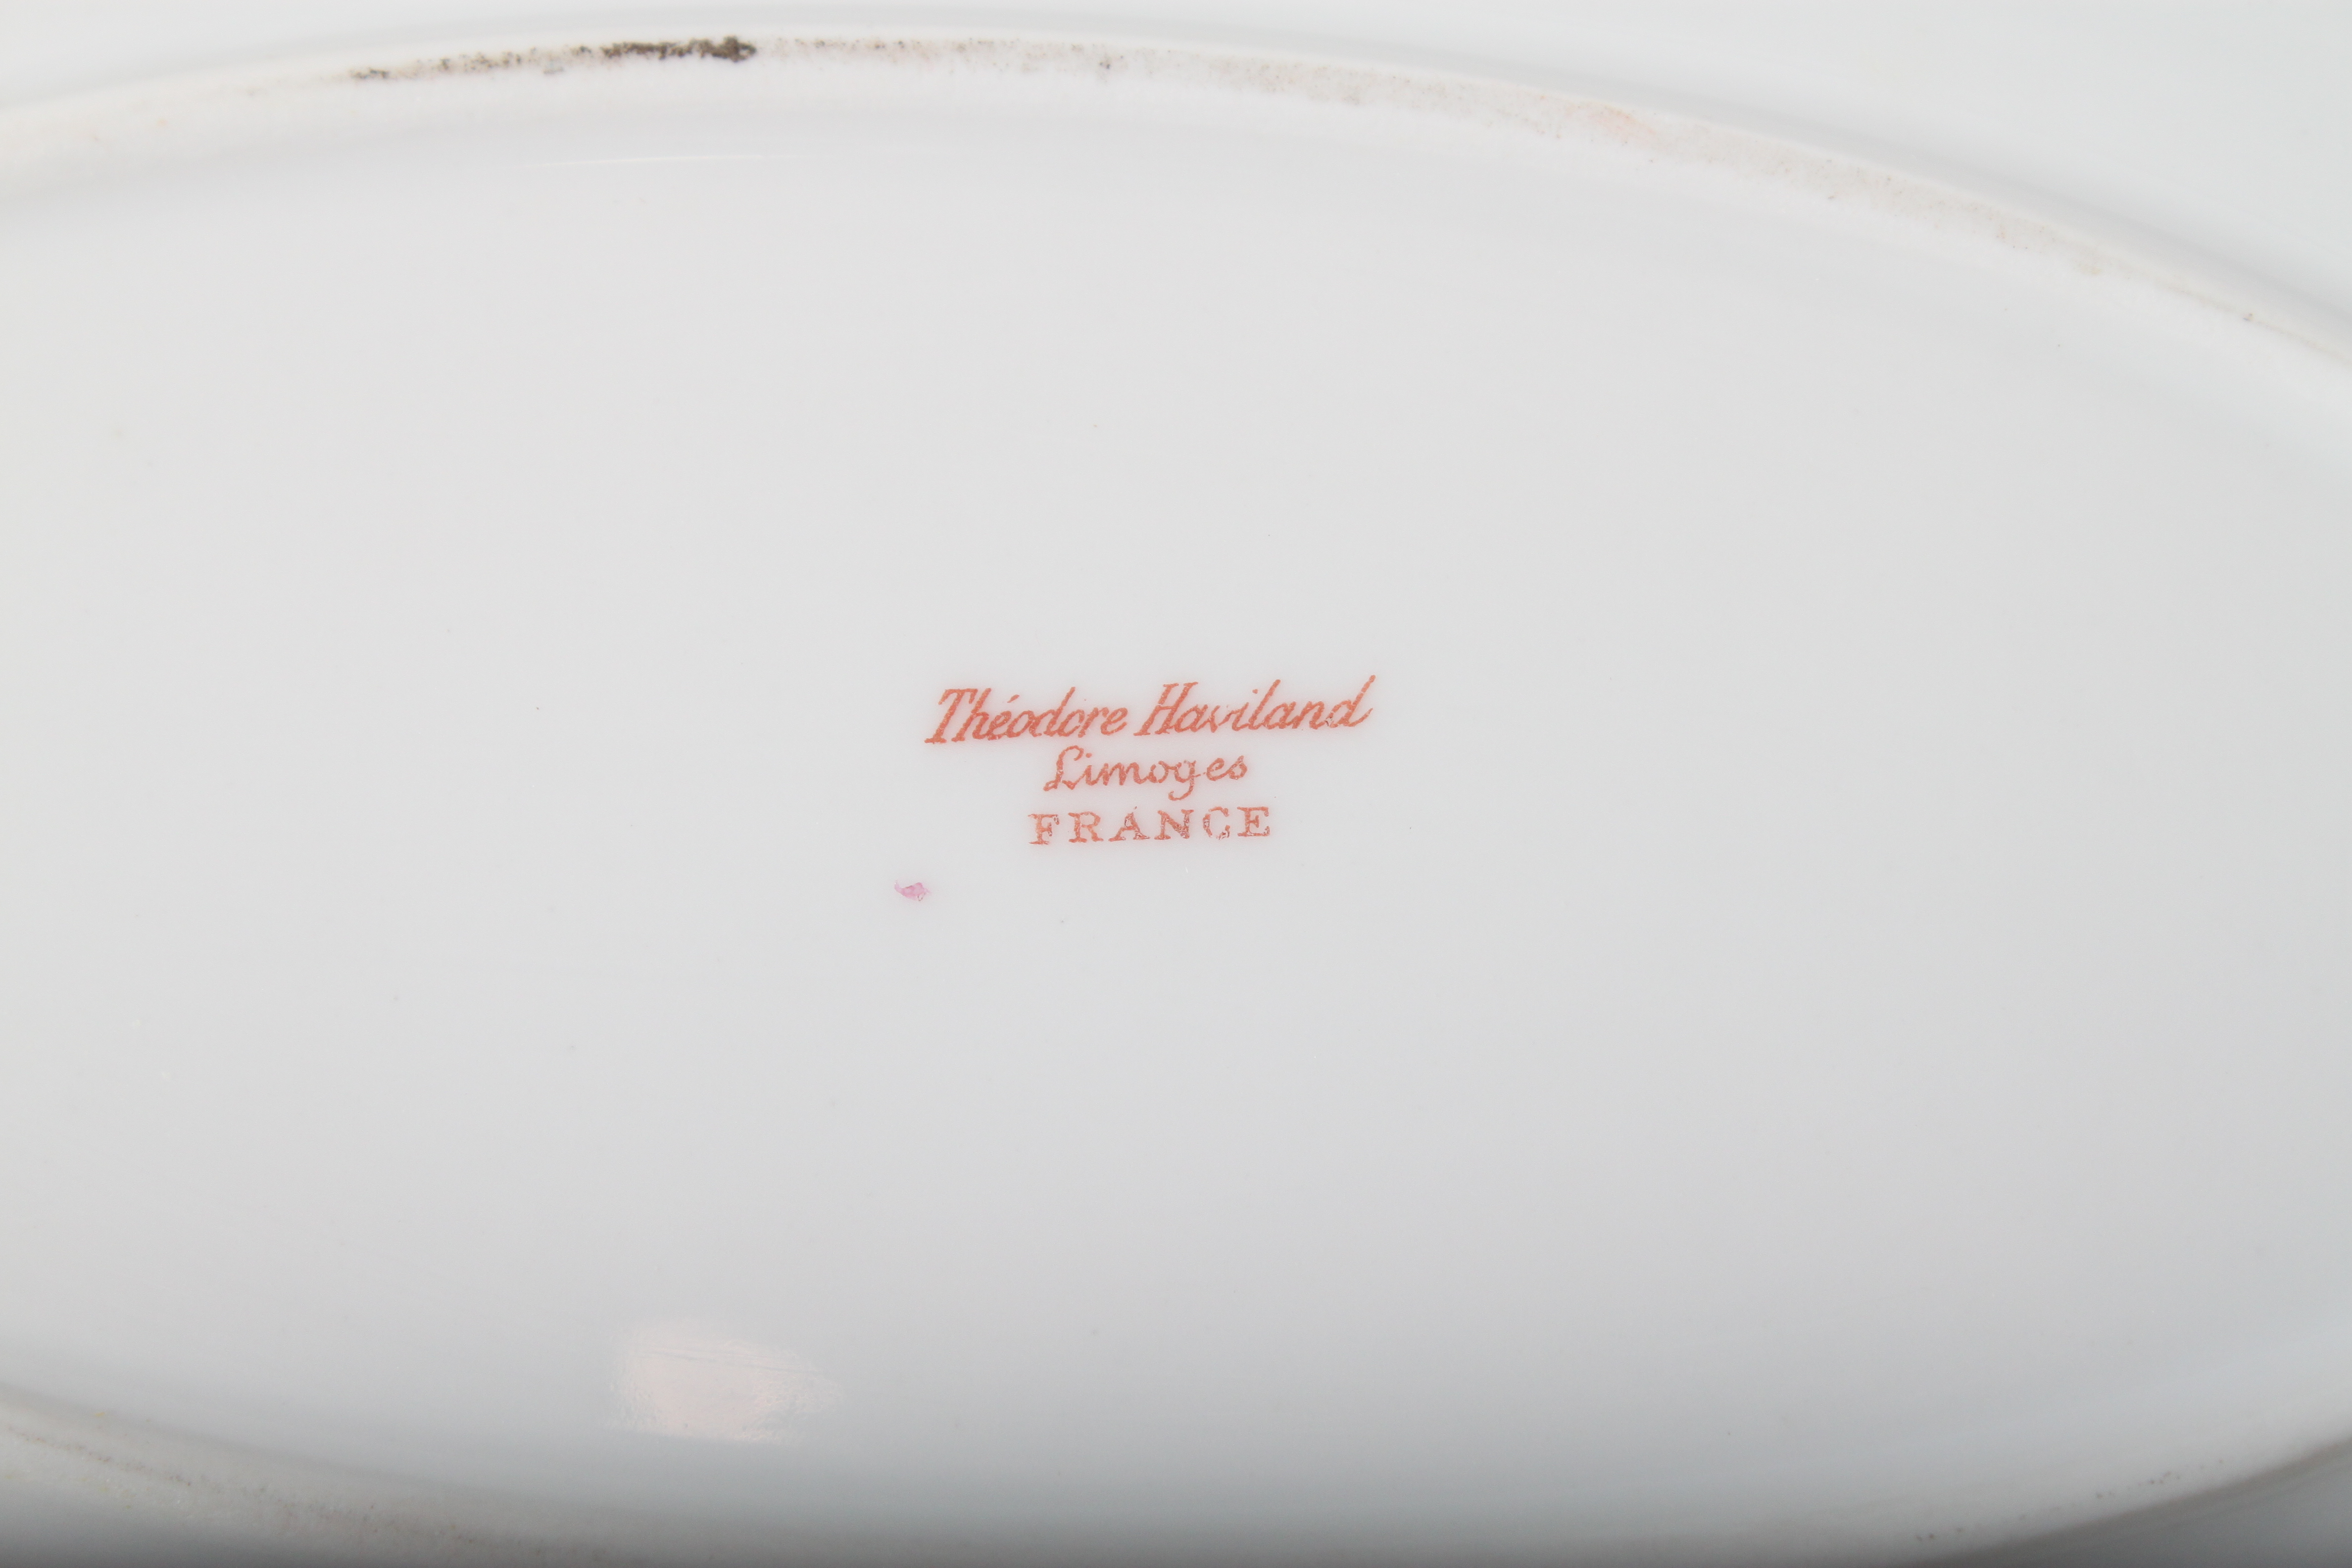 Théodore Haviland
Limoges
FRANCE